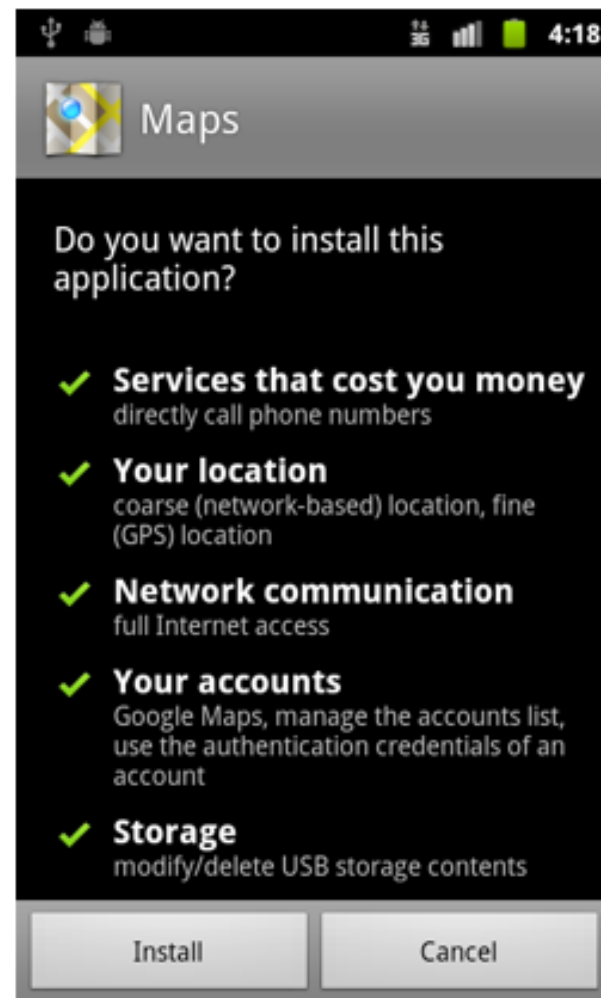 3G 4:18
Maps
Do you want to install this
application?
Services that cost you money
directly call phone numbers
Your location
coarse (network-based) location, fine
(GPS) location
Network communication
full Internet access
Your accounts
Google Maps, manage the accounts list,
use the authentication credentials of an
account
Storage
modify/delete USB storage contents
Install Cancel